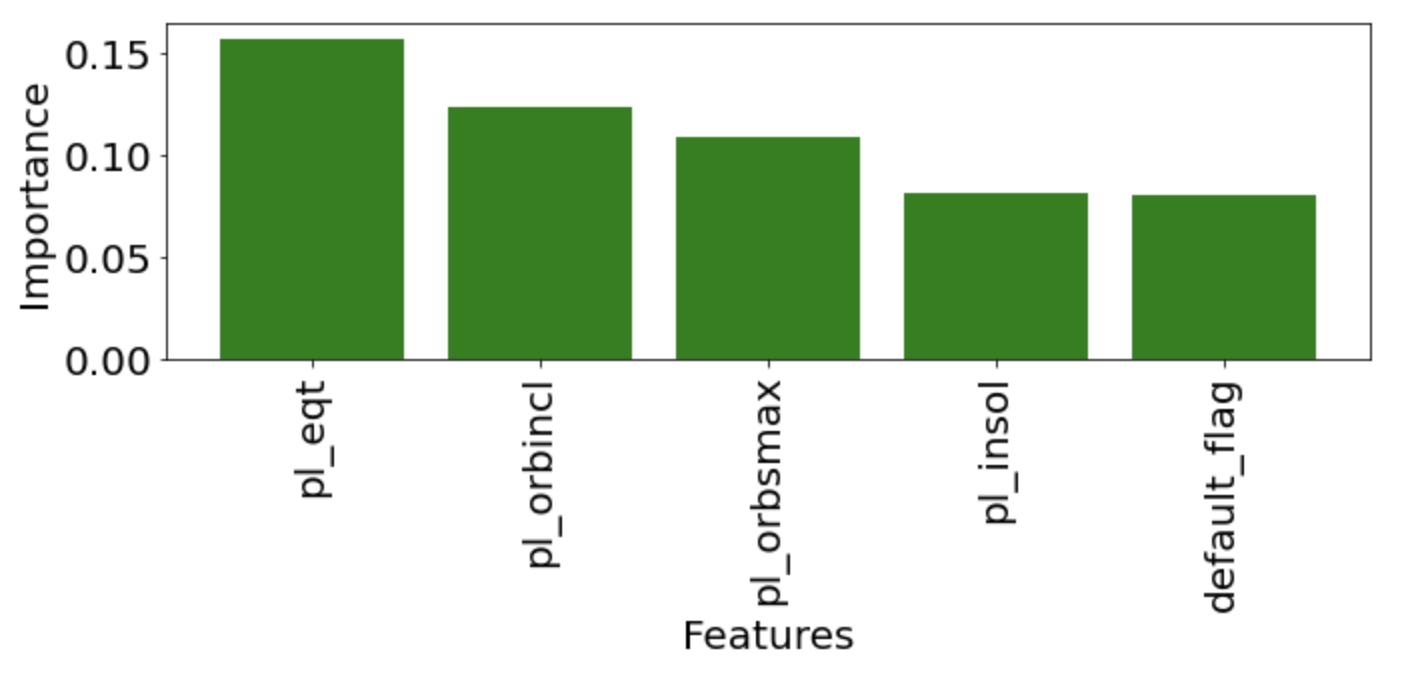 Importance
0.15
0.10
0.05
0.00
pl_eqt
pl_orbincl
pl_orbsmax
pl_insol
default_flag
Features